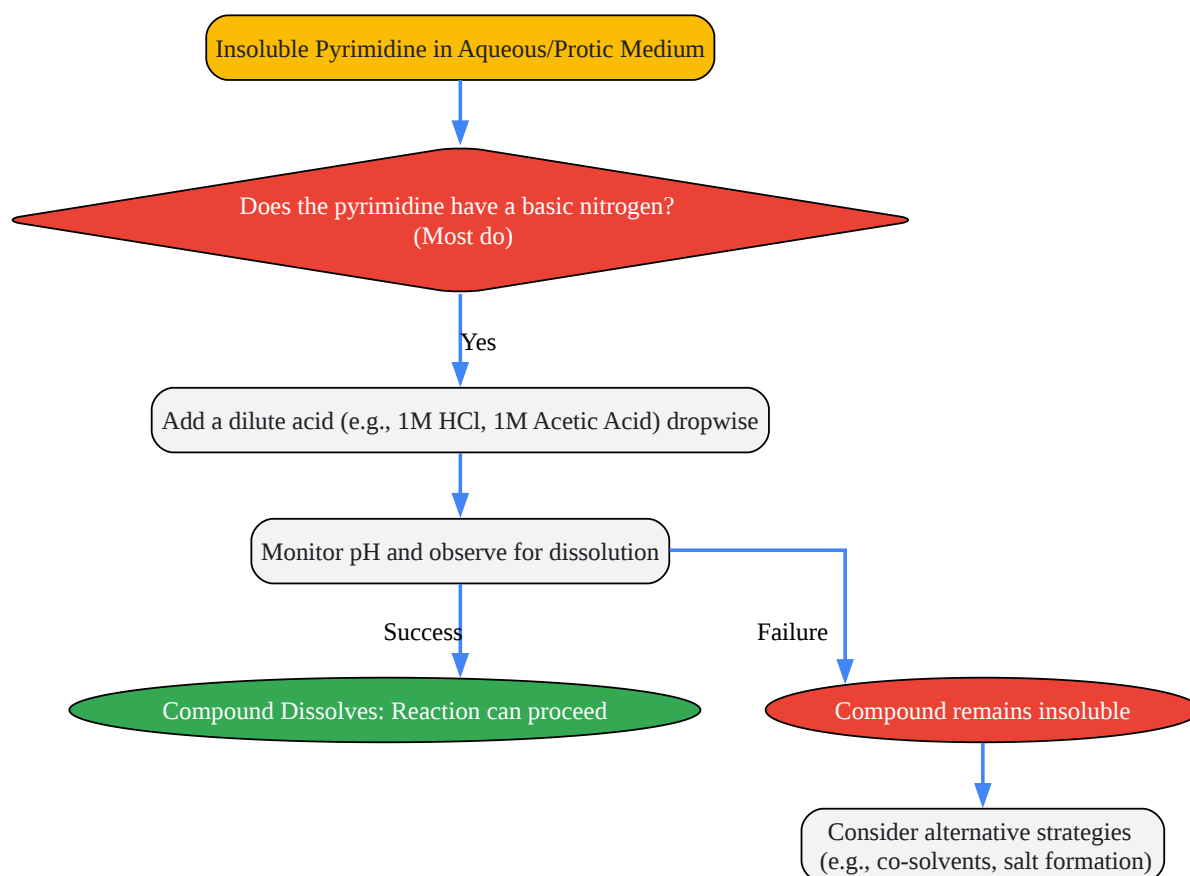 Insoluble Pyrimidine in Aqueous/Protic Medium
Does the pyrimidine have a basic nitrogen?
(Most do)
Yes
Add a dilute acid (e.g., 1M HCl, 1M Acetic Acid) dropwise
Monitor pH and observe for dissolution
Success
Failure
Compound Dissolves: Reaction can proceed
Compound remains insoluble
Consider alternative strategies
(e.g., co-solvents, salt formation)